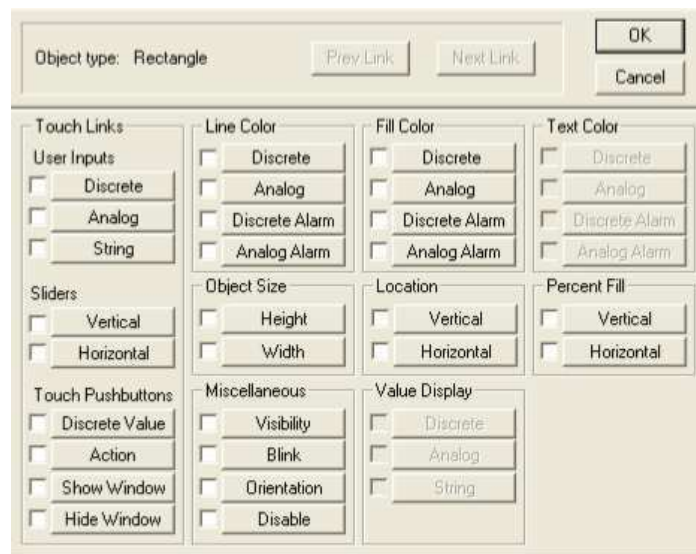 Object type: Rectangle
Prev Link
Next Link
OK
Cancel
Touch Links
User Inputs
Discrete
Analog
String
Sliders
Vertical
Horizontal
Touch Pushbuttons
Discrete Value
Action
Show Window
Hide Window
Line Color
Discrete
Analog
Discrete Alarm
Analog Alarm
Object Size
Height
Width
Miscellaneous
Visibility
Blink
Orientation
Disable
Fill Color
Discrete
Analog
Discrete Alarm
Analog Alarm
Location
Vertical
Horizontal
Value Display
Discrete
Analog
String
Text Color
Discrete
Analog
Discrete Alarm
Analog Alarm
Percent Fill
Vertical
Horizontal